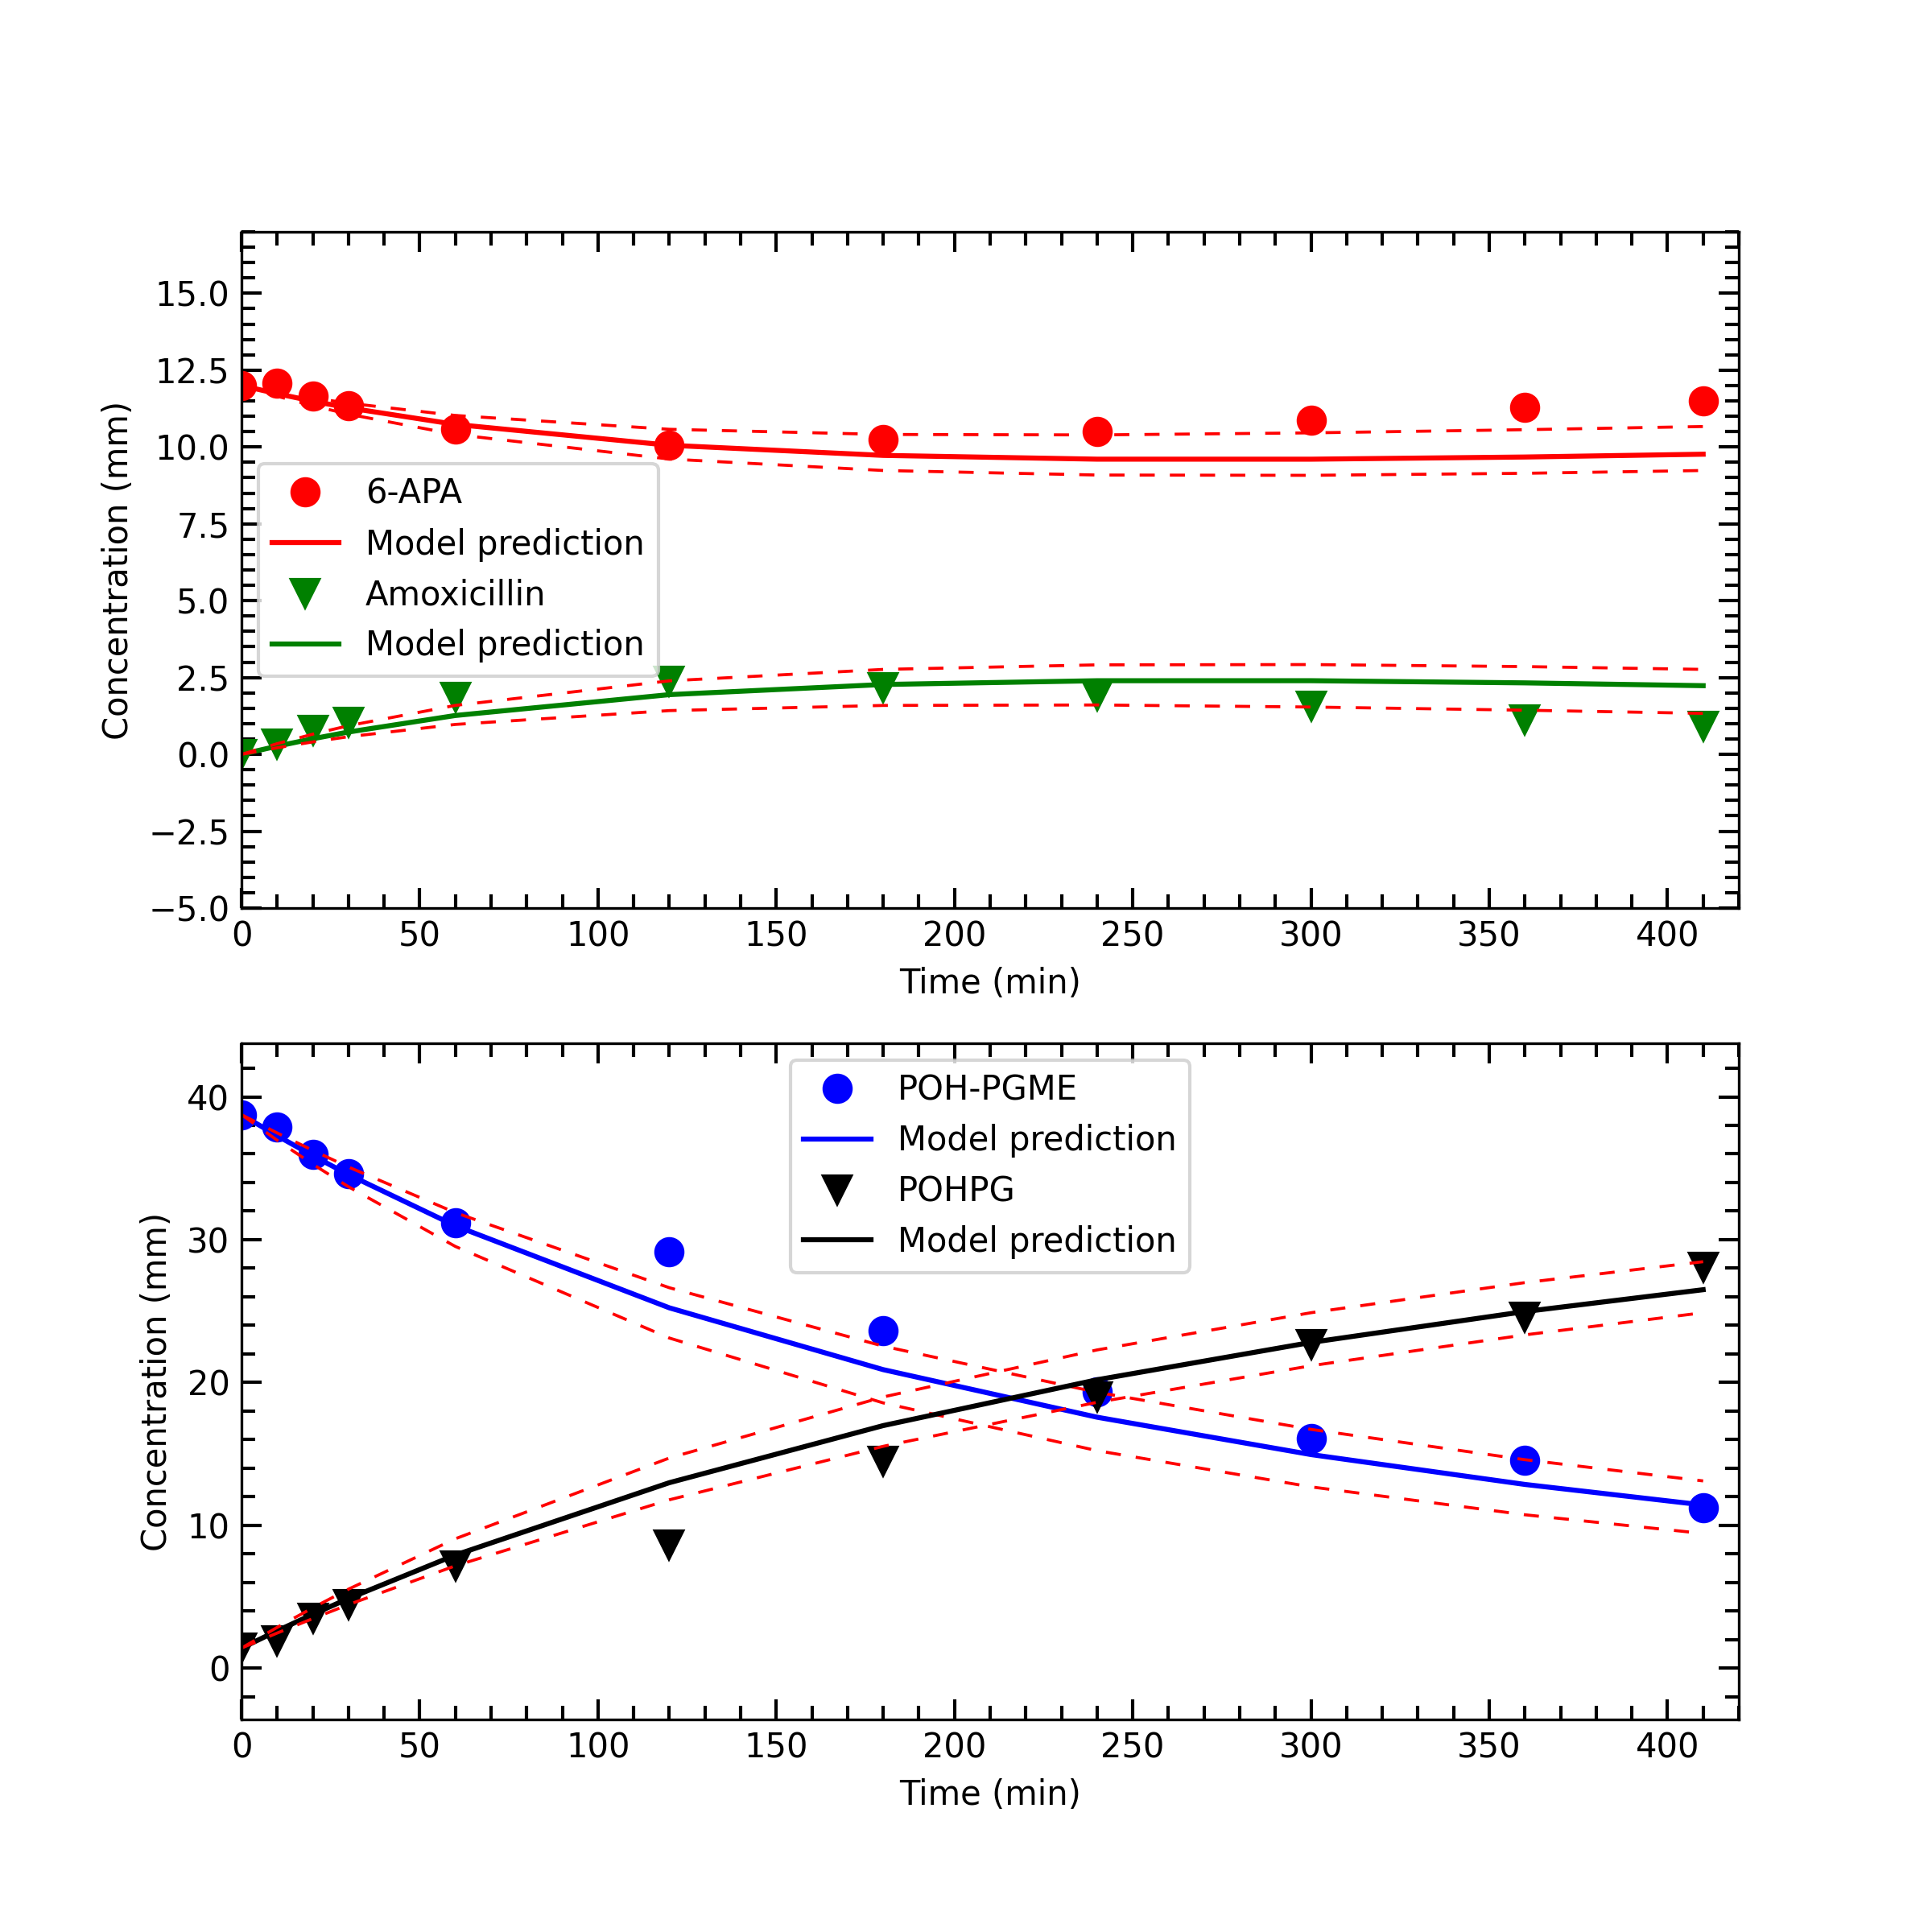 15.0
12.5
10.0
7.5
5.0
2.5
0.0
−2.5
−5.0
Concentration (mm)
6-APA
Model prediction
Amoxicillin
Model prediction
0 50 100 150 200 250 300 350 400
Time (min)
40
30
20
10
0
Concentration (mm)
POH-PGME
Model prediction
POHPG
Model prediction
0 50 100 150 200 250 300 350 400
Time (min)